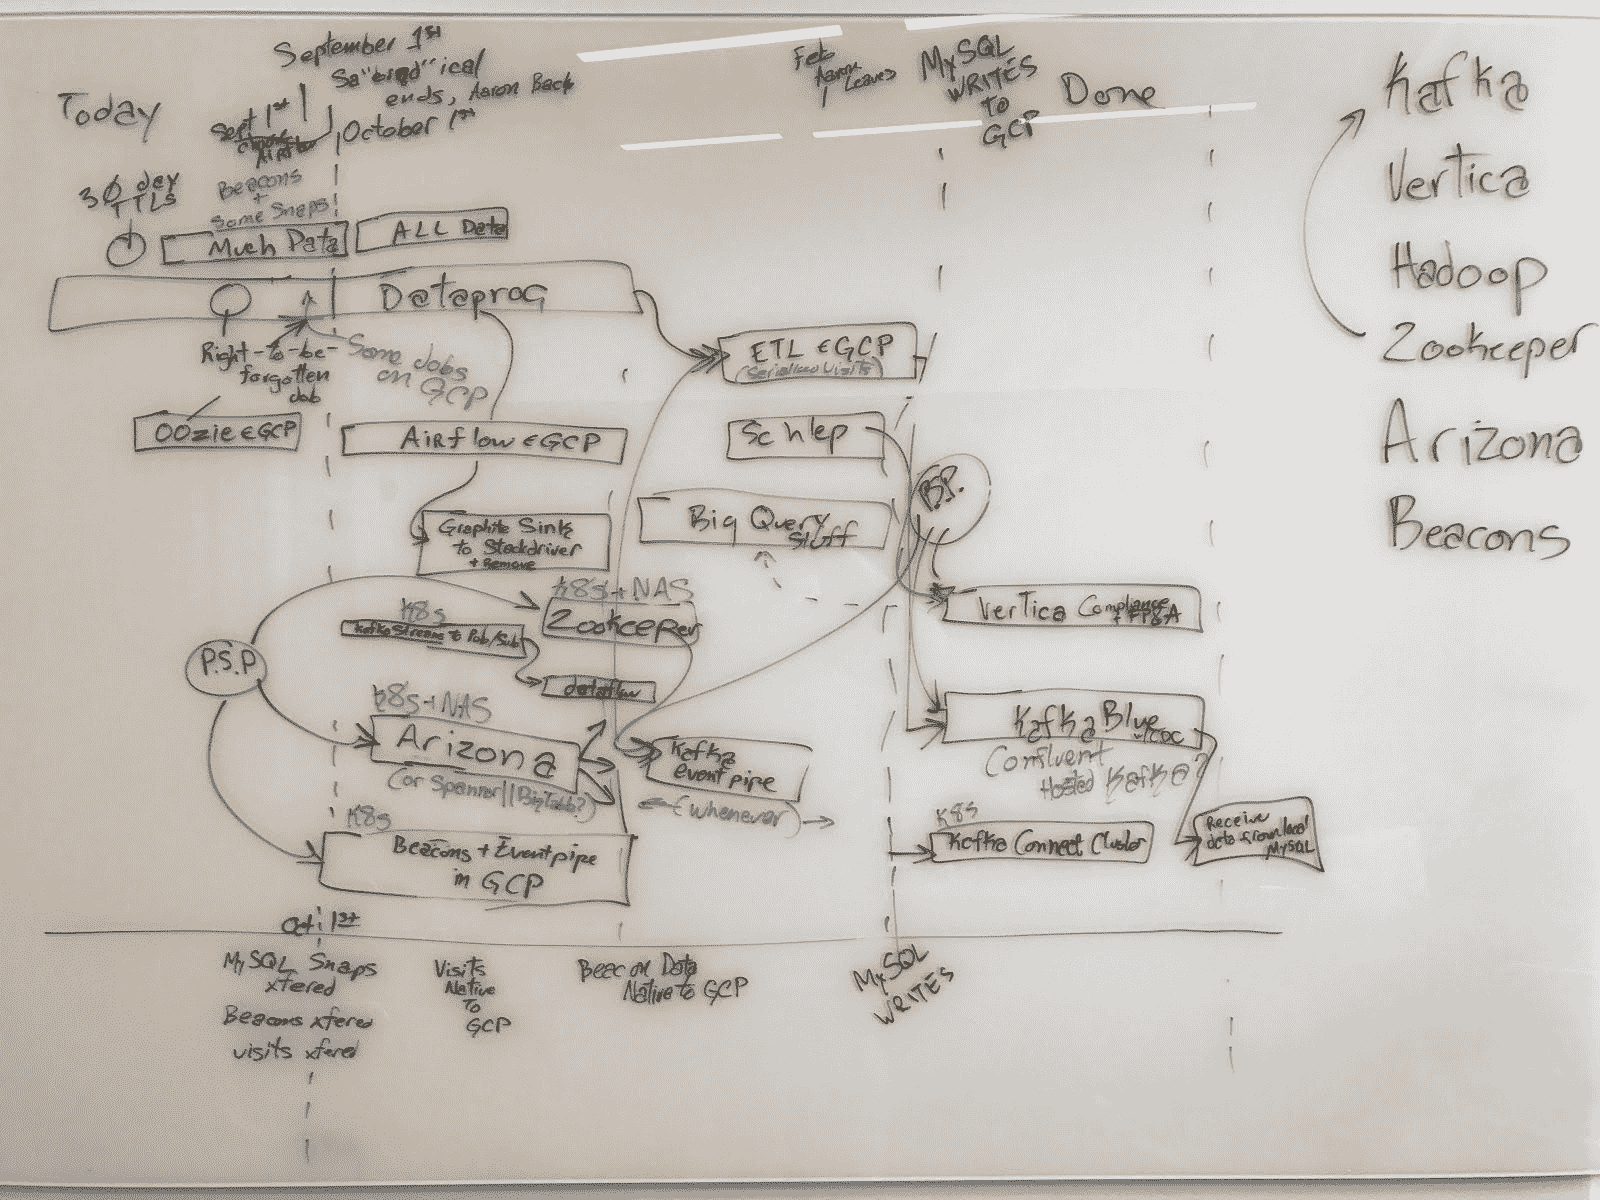 Today
September 1st
Sa"bred"ical
ends, Aaron Back
Sept 1st
October 1st
Feb
Aaron
Leaves
MySQL
WRITES
TO
GCP
Done
30 day
TTLs
Beacons
+
Some Snaps!
Much Data
ALL Data
Dataproc
Right-to-be-
forgotten
Job
Some Jobs
on GCP
OOzie @GCP
Airflow @GCP
ETL @GCP
(Serialized Visits)
Schlep
B.P.
Big Query
Stuff
Graphite Sink
to Stackdriver
+ Remove
K8s + NAS
Zookeeper
K8s
Kafka Streams to Pub/Sub
dataflow
P.S.P
K8s + NAS
Arizona
(or Spanner||BigTable?)
Kafka
event pipe
(whenever)
K8s
Beacons + Eventpipe
in GCP
Vertica Compliance
+ FP&A
Kafka Blue
w/CDC
Confluent
Hosted Kafka?
K8s
Kafka Connect Cluster
Receive
data from local
MySQL
Oct 1st
MySQL Snaps
xfered
Beacons xfered
visits xfered
Visits
Native
To
GCP
Beacon Data
Native to GCP
MySQL
WRITES
Kafka
Vertica
Hadoop
Zookeeper
Arizona
Beacons